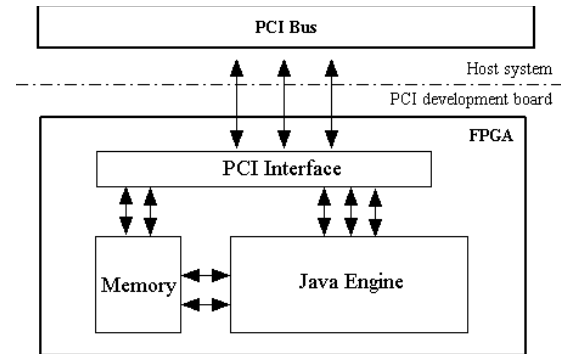 PCI Bus
Host system
PCI development board
FPGA
PCI Interface
Memory
Java Engine